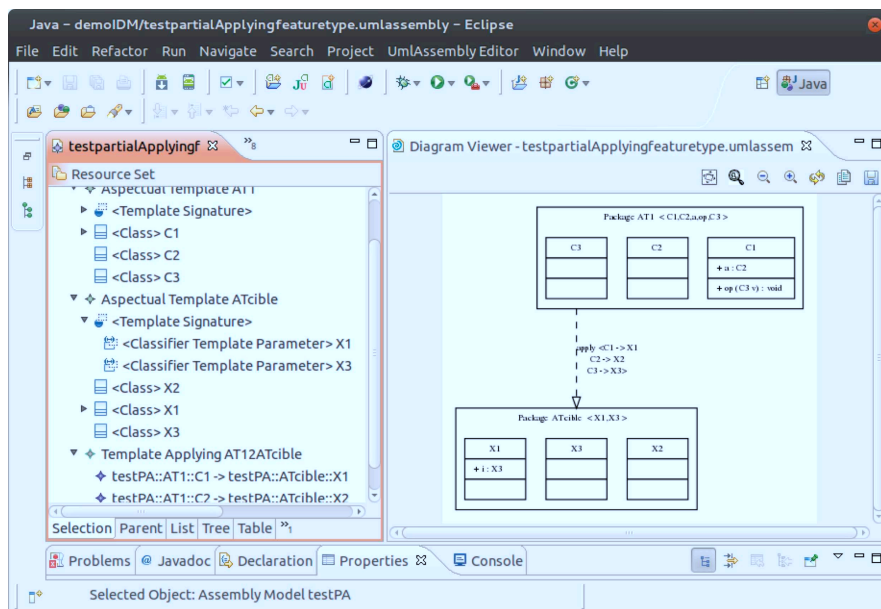 Java – demoIDM/testpartialApplyingfeaturetype.umlassembly – Eclipse
File Edit Refactor Run Navigate Search Project UmlAssembly Editor Window Help
Java
testpartialApplyingf
»8
Resource Set
Aspectual Template AT1
<Template Signature>
<Class> C1
<Class> C2
<Class> C3
Aspectual Template ATcible
<Template Signature>
<Classifier Template Parameter> X1
<Classifier Template Parameter> X3
<Class> X2
<Class> X1
<Class> X3
Template Applying AT12ATcible
testPA::AT1::C1 -> testPA::ATcible::X1
testPA::AT1::C2 -> testPA::ATcible::X2
Selection Parent List Tree Table »1
Diagram Viewer - testpartialApplyingfeaturetype.umlassem
Package AT1 <C1,C2,a,op,C3>
C3 C2 C1
+ a : C2
+ op (C3 v) : void
apply <C1 -> X1
C2 -> X2
C3 -> X3>
Package ATcible <X1,X3>
X1 X3 X2
+ i : X3
Problems @ Javadoc Declaration Properties Console
Selected Object: Assembly Model testPA